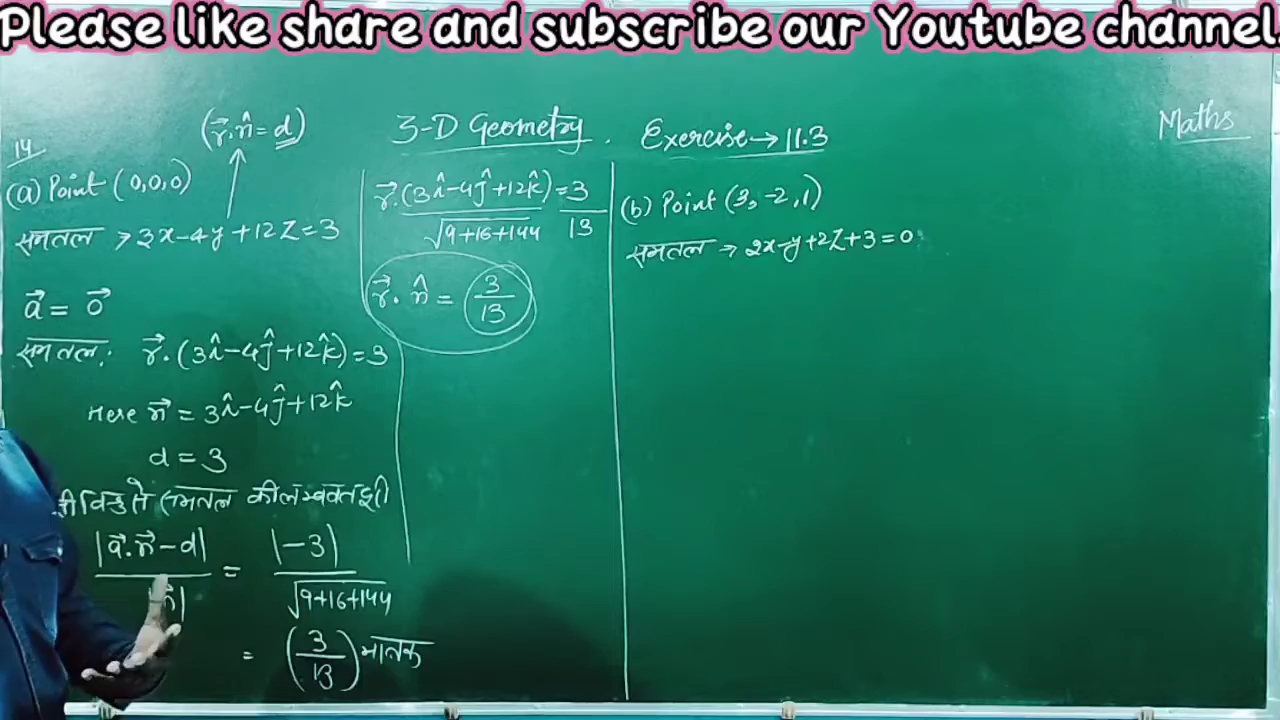 Please like share and subscribe our Youtube channel.
3-D Geometry. Exercise → 11.3
Maths
14
(r⃗.n̂ = d)
(a) Point (0,0,0)
समतल → 3x-4y+12Z=3
a⃗ = 0⃗
समतल: r⃗.(3î-4ĵ+12k̂)=3
Here n⃗ = 3î-4ĵ+12k̂
d = 3
समतल की
|a⃗.n⃗-d| / |n⃗| = |-3| / √9+16+144
= (3/13) मात्रक
r⃗.(3î-4ĵ+12k̂) / √9+16+144 = 3/13
r⃗.n̂ = 3/13
(b) Point (3,-2,1)
समतल → 2x-y+2Z+3=0